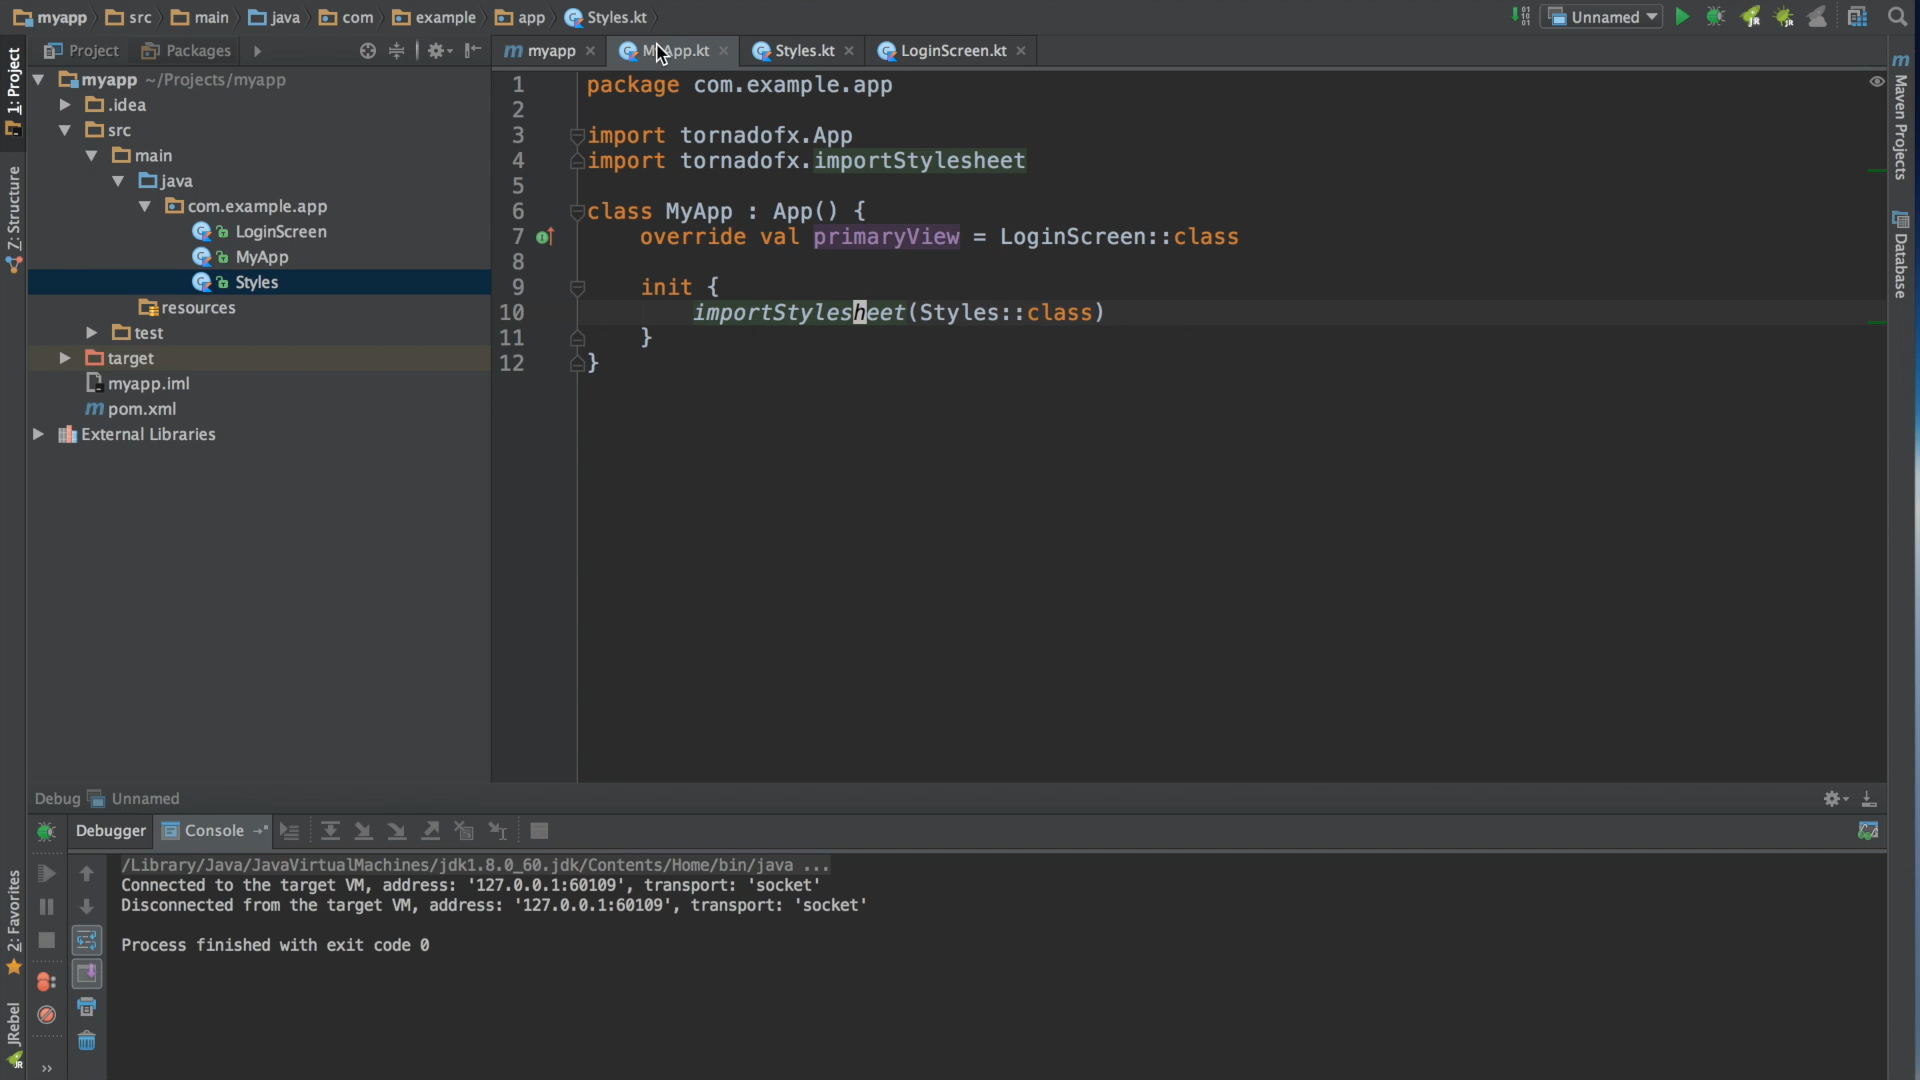 myapp src main java com example app Styles.kt
Unnamed
Project Packages
myapp MyApp.kt Styles.kt LoginScreen.kt
1: Project
Z: Structure
2: Favorites
JRebel
Maven Projects
Database
myapp ~/Projects/myapp
.idea
src
main
java
com.example.app
LoginScreen
MyApp
Styles
resources
test
target
myapp.iml
pom.xml
External Libraries
1 package com.example.app
2
3 import tornadofx.App
4 import tornadofx.importStylesheet
5
6 class MyApp : App() {
7 override val primaryView = LoginScreen::class
8
9 init {
10 importStylesheet(Styles::class)
11 }
12 }
Debug Unnamed
Debugger Console
/Library/Java/JavaVirtualMachines/jdk1.8.0_60.jdk/Contents/Home/bin/java ...
Connected to the target VM, address: '127.0.0.1:60109', transport: 'socket'
Disconnected from the target VM, address: '127.0.0.1:60109', transport: 'socket'
Process finished with exit code 0